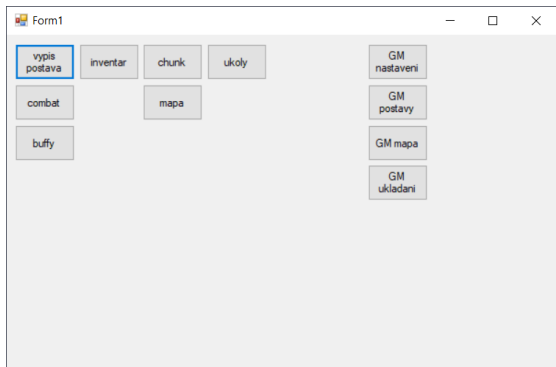 Form1
vypis
postava
inventar
chunk
ukoly
GM
nastaveni
combat
mapa
GM
postavy
buffy
GM mapa
GM
ukladani